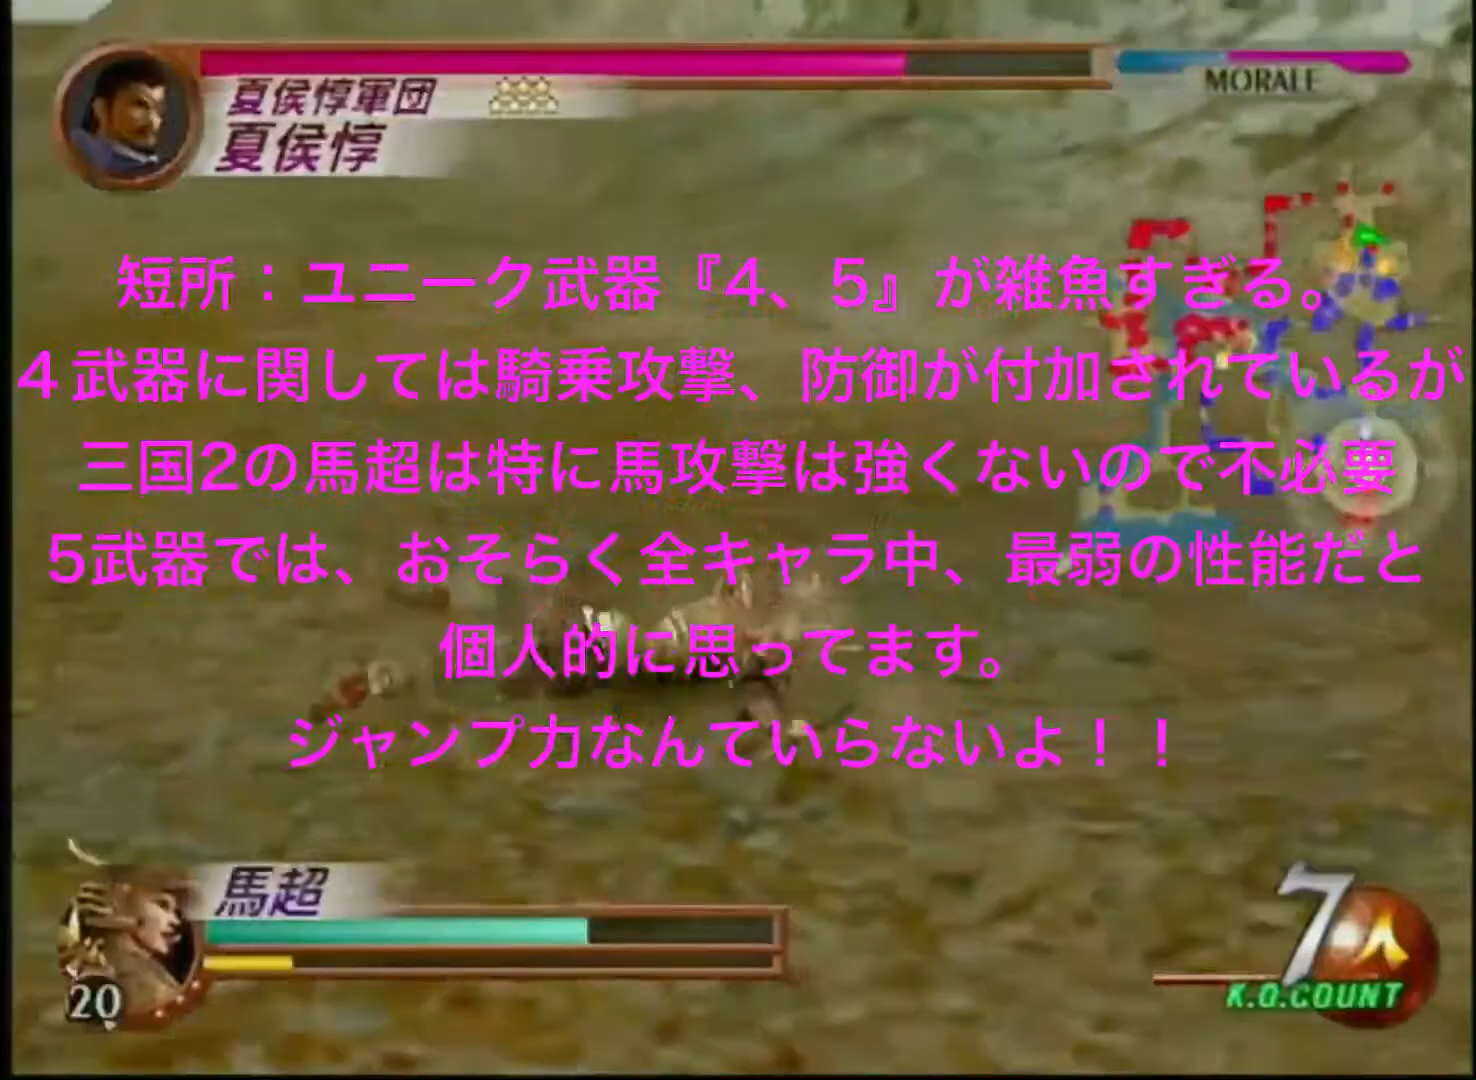 夏侯惇軍団
夏侯惇
MORALE
短所：ユニーク武器『4、5』が雑魚すぎる。
４武器に関しては騎乗攻撃、防御が付加されているが
三国2の馬超は特に馬攻撃は強くないので不必要
5武器では、おそらく全キャラ中、最弱の性能だと
個人的に思ってます。
ジャンプ力なんていらないよ！！
馬超
20
7人
K.O.COUNT